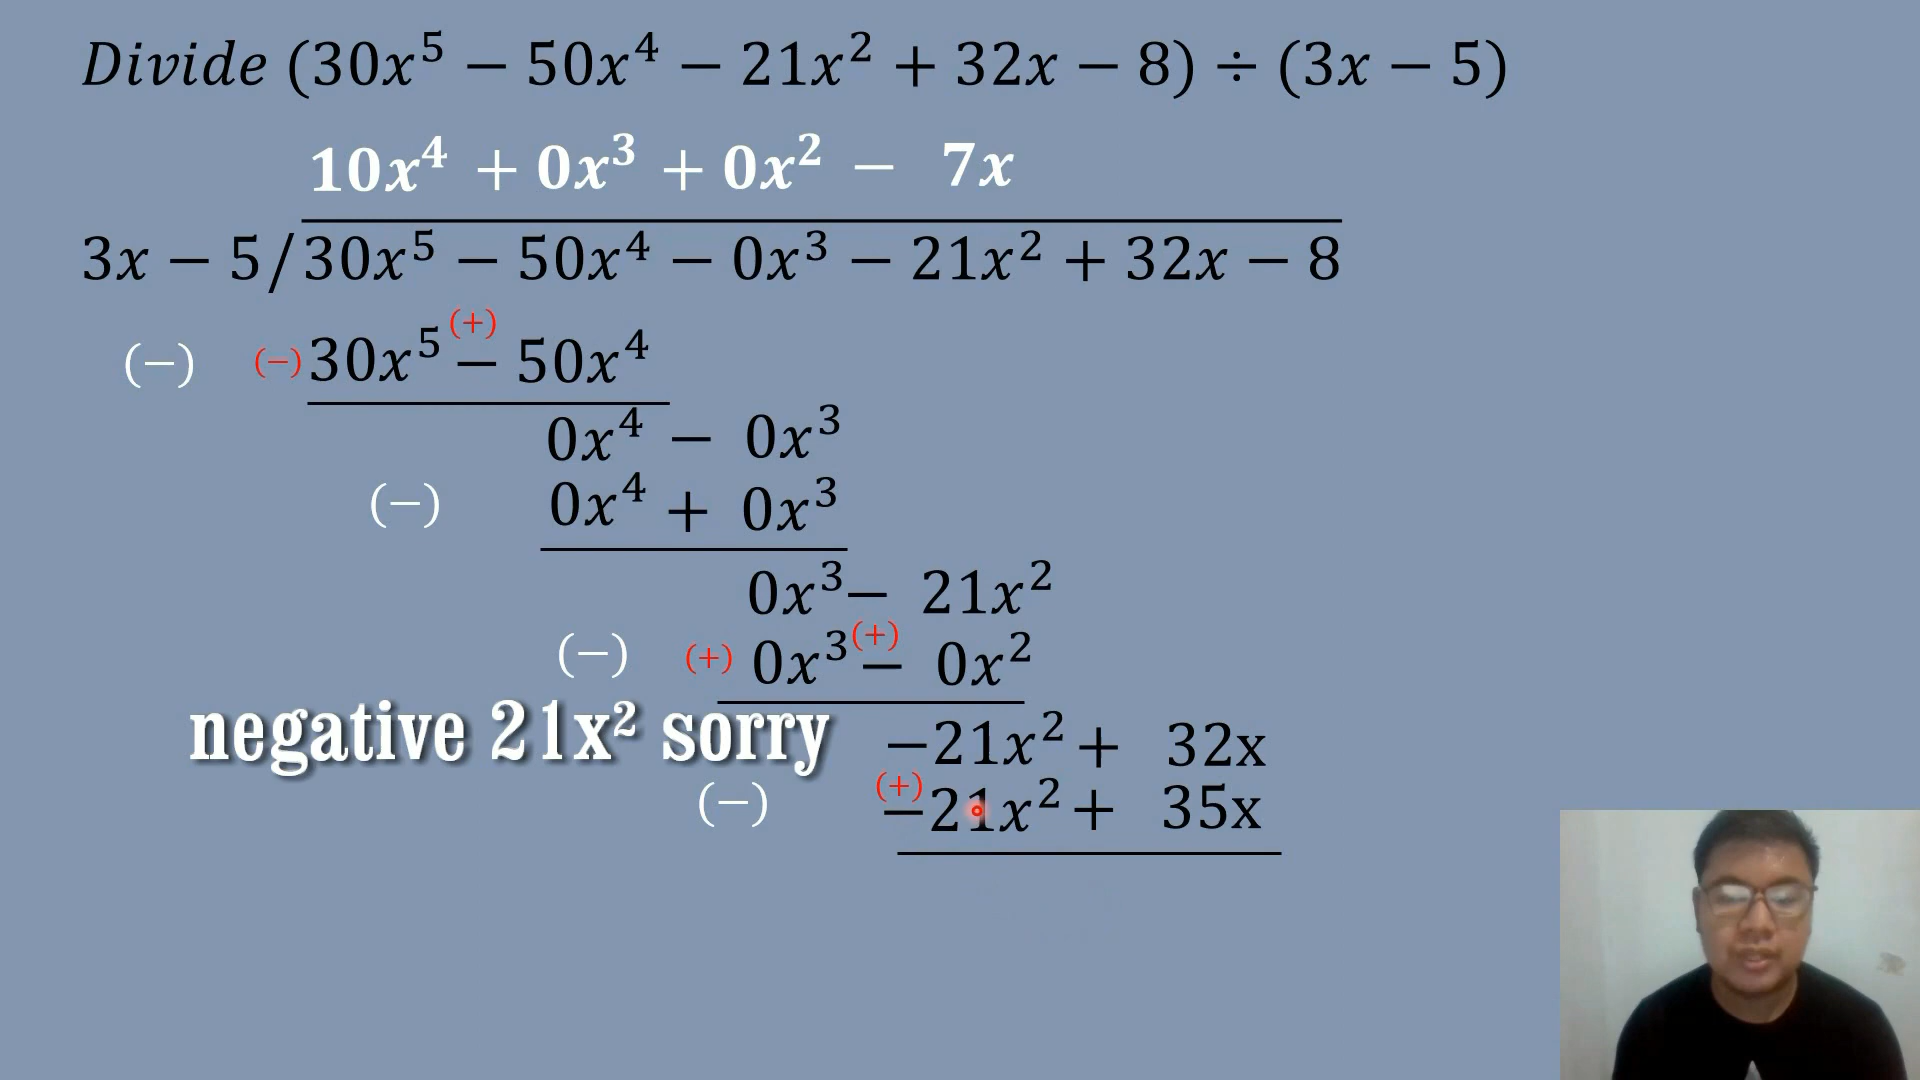 Divide (30x⁵ − 50x⁴ − 21x² + 32x − 8) ÷ (3x − 5)
10x⁴ + 0x³ + 0x² − 7x
3x − 5/30x⁵ − 50x⁴ − 0x³ − 21x² + 32x − 8
(+)
(−) (−) 30x⁵ − 50x⁴
0x⁴ − 0x³
(−) 0x⁴ + 0x³
0x³ − 21x²
(+)
(−) (+) 0x³ − 0x²
negative 21x² sorry
−21x² + 32x
(+)
(−) −21x² + 35x